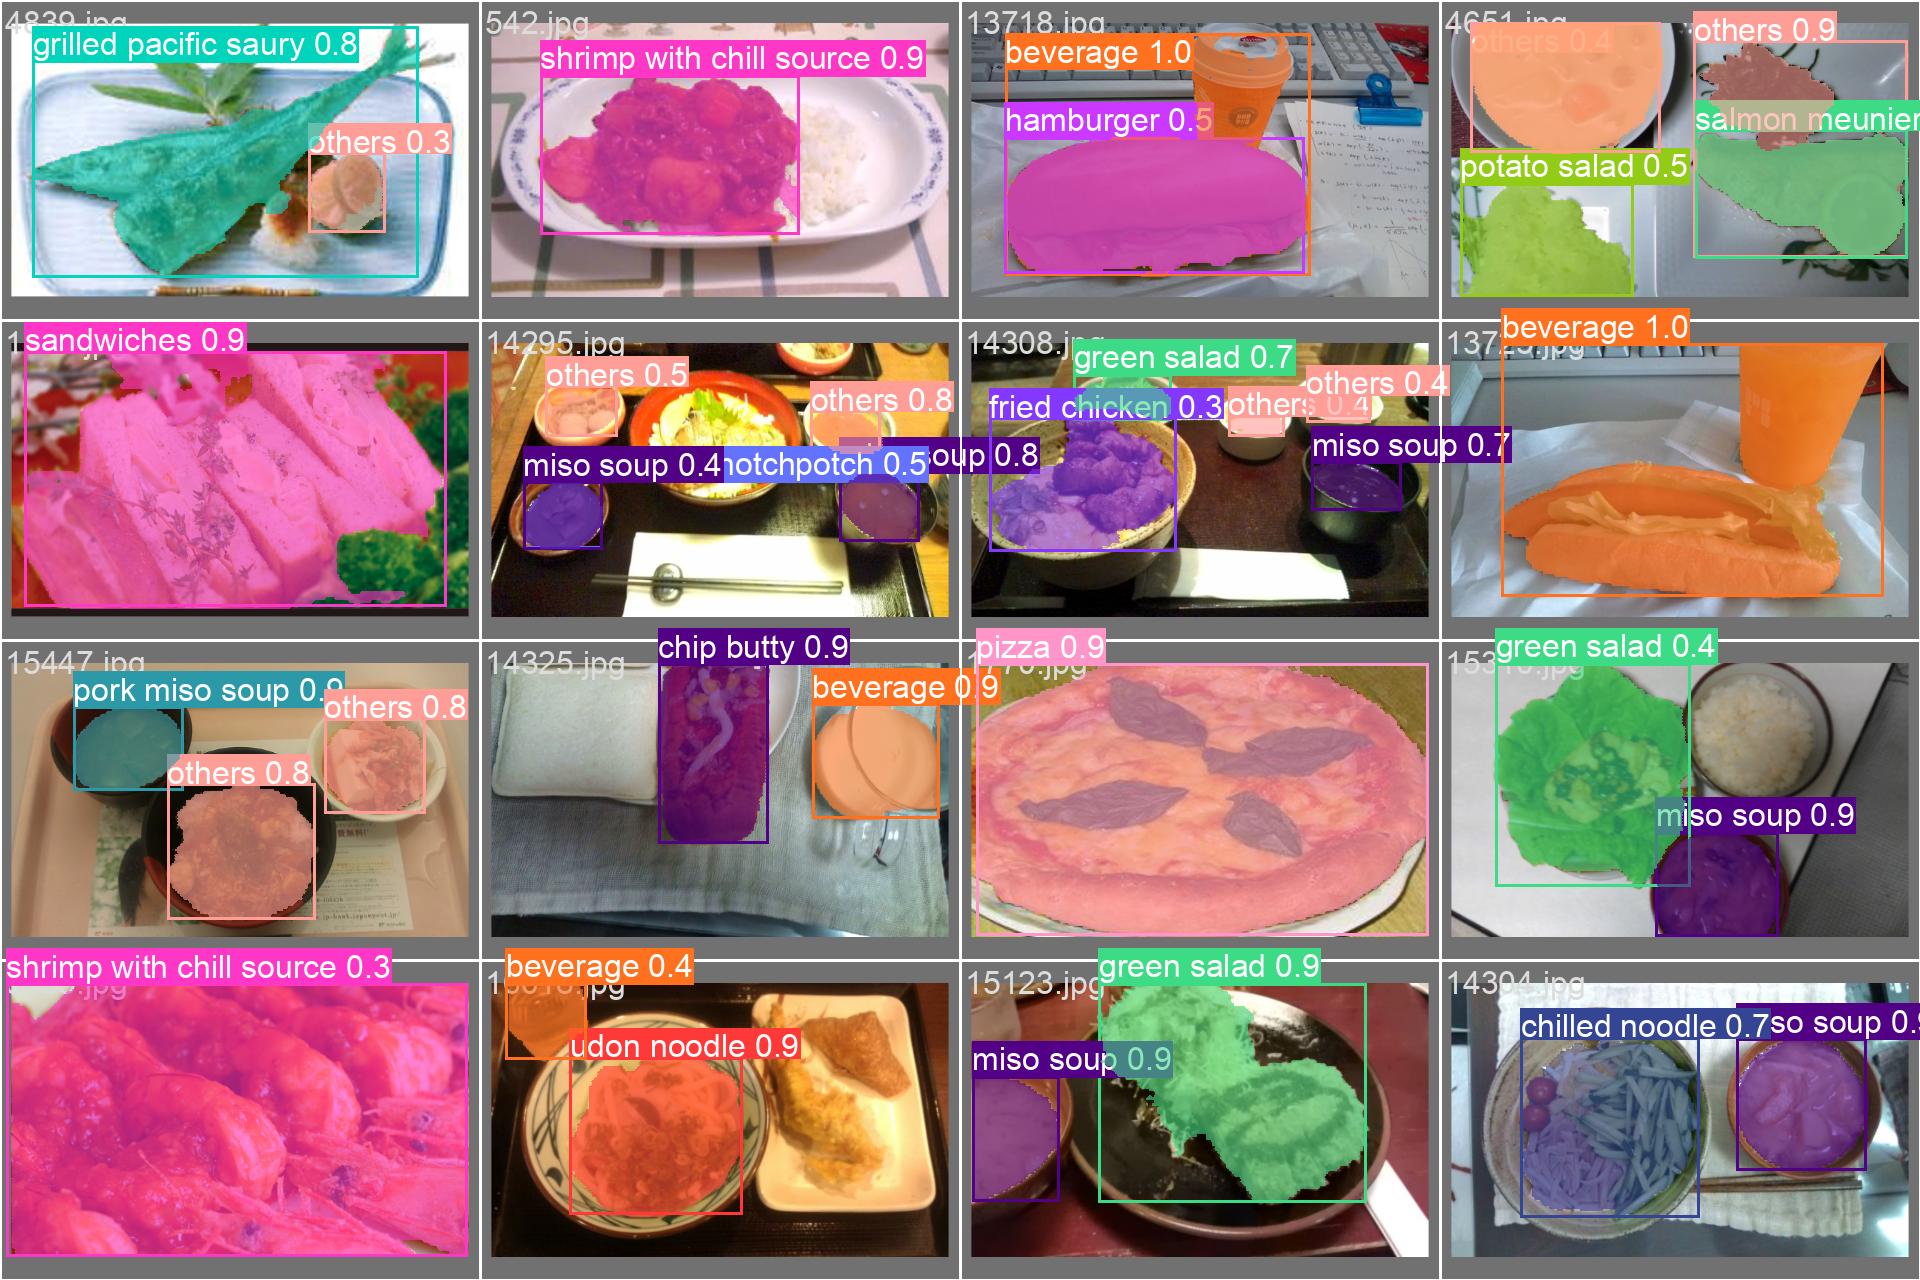 4839.jpg
grilled pacific saury 0.8
others 0.3
542.jpg
shrimp with chill source 0.9
13718.jpg
beverage 1.0
hamburger 0.5
4651.jpg
others 0.4
others 0.9
salmon meunier
potato salad 0.5
sandwiches 0.9
14295.jpg
others 0.5
others 0.8
miso soup 0.4
hotchpotch 0.5
soup 0.8
14308.jpg
green salad 0.7
others 0.4
fried chicken 0.3
others 0.4
miso soup 0.7
beverage 1.0
15447.jpg
pork miso soup 0.9
others 0.8
others 0.8
14325.jpg
chip butty 0.9
beverage 0.9
pizza 0.9
green salad 0.4
miso soup 0.9
shrimp with chill source 0.3
beverage 0.4
udon noodle 0.9
15123.jpg
green salad 0.9
miso soup 0.9
14304.jpg
chilled noodle 0.7
so soup 0.9